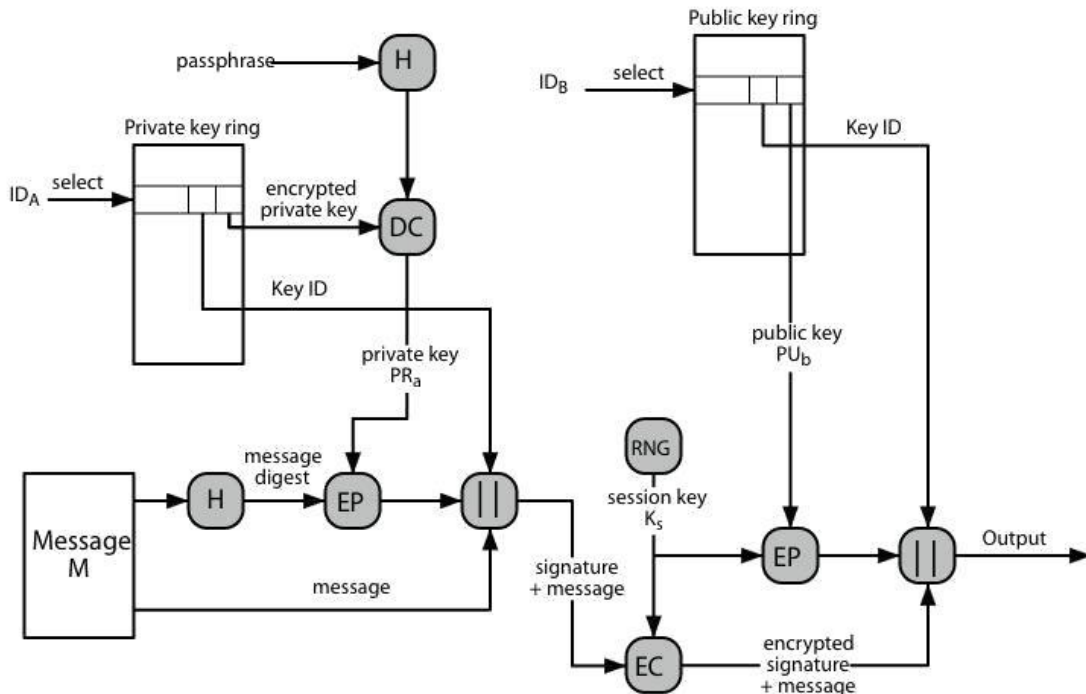 Public key ring
passphrase
H
ID_B
select
Key ID
Private key ring
ID_A
select
encrypted
private key
DC
Key ID
private key
PR_a
public key
PU_b
RNG
session key
K_s
Message
M
H
message
digest
EP
||
message
signature
+ message
EP
||
Output
EC
encrypted
signature
+ message